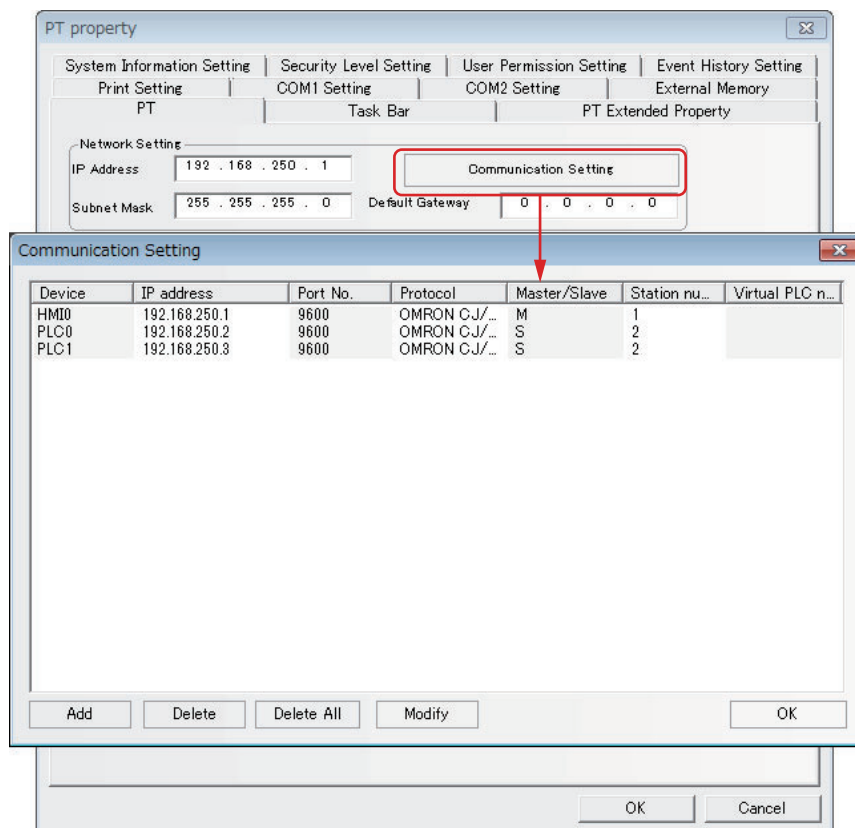 PT property
System Information Setting Security Level Setting User Permission Setting Event History Setting
Print Setting COM1 Setting COM2 Setting External Memory
PT Task Bar PT Extended Property
Network Setting
IP Address 192 . 168 . 250 . 1 Communication Setting
Subnet Mask 255 . 255 . 255 . 0 Default Gateway 0 . 0 . 0 . 0
Communication Setting
Device IP address Port No. Protocol Master/Slave Station nu... Virtual PLC n...
HMI0 192.168.250.1 9600 OMRON CJ/... M 1
PLC0 192.168.250.2 9600 OMRON CJ/... S 2
PLC1 192.168.250.3 9600 OMRON CJ/... S 2
Add Delete Delete All Modify OK
OK Cancel